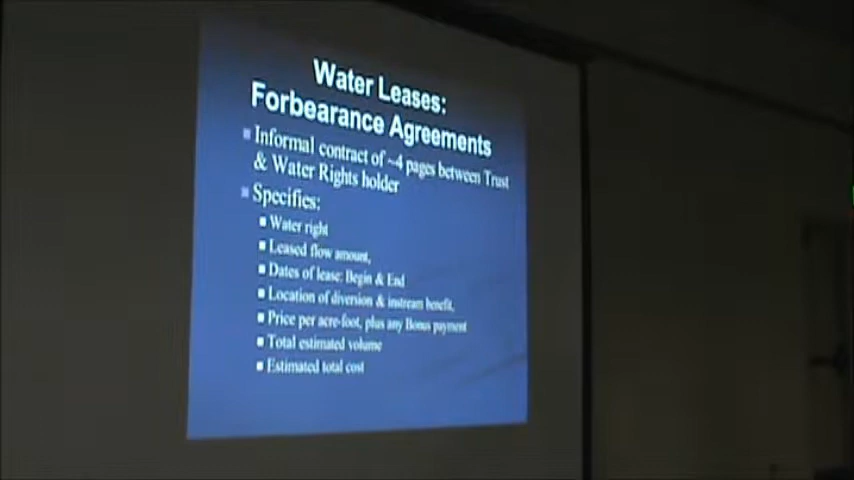 Water Leases:
Forbearance Agreements
Informal contract of ~4 pages between Trust
& Water Rights holder
Specifies:
Water right
Leased flow amount,
Dates of lease: Begin & End
Location of diversion & instream benefit,
Price per acre-foot, plus any Bonus payment
Total estimated volume
Estimated total cost